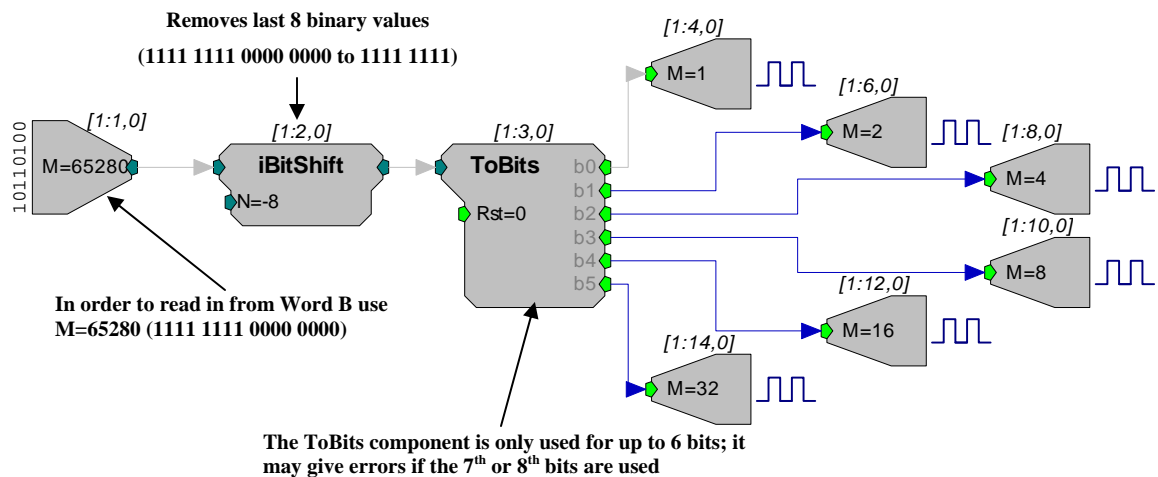 Removes last 8 binary values
(1111 1111 0000 0000 to 1111 1111)
[1:1,0]
10110100
M=65280
[1:2,0]
iBitShift
N=-8
[1:3,0]
ToBits
Rst=0
b0
b1
b2
b3
b4
b5
[1:4,0]
M=1
[1:6,0]
M=2
[1:8,0]
M=4
[1:10,0]
M=8
[1:12,0]
M=16
[1:14,0]
M=32
In order to read in from Word B use
M=65280 (1111 1111 0000 0000)
The ToBits component is only used for up to 6 bits; it
may give errors if the 7th or 8th bits are used